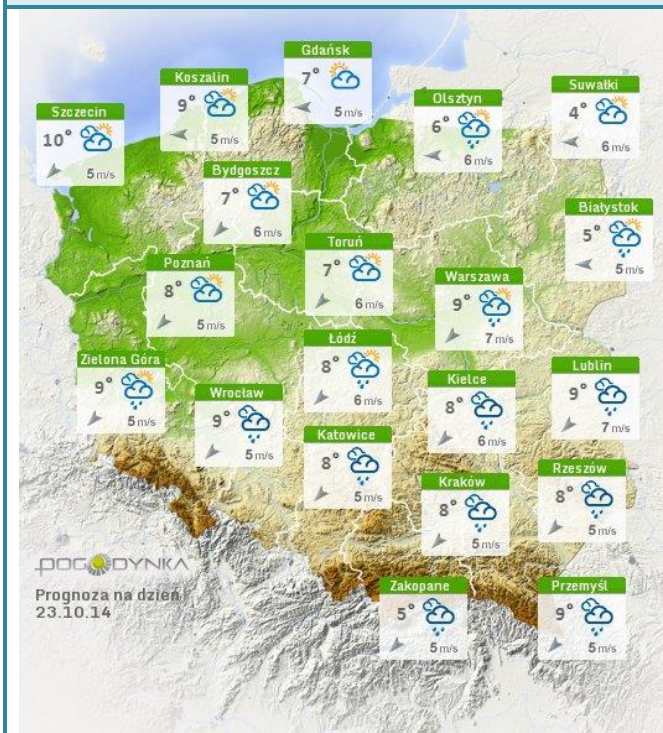 Gdańsk
7°
5 m/s
Koszalin
9°
5 m/s
Olsztyn
6°
6 m/s
Suwałki
4°
6 m/s
Szczecin
10°
5 m/s
Bydgoszcz
7°
6 m/s
Białystok
5°
5 m/s
Toruń
7°
6 m/s
Poznań
8°
5 m/s
Warszawa
9°
7 m/s
Łódź
8°
6 m/s
Zielona Góra
9°
5 m/s
Lublin
9°
7 m/s
Kielce
8°
6 m/s
Wrocław
9°
5 m/s
Katowice
8°
5 m/s
Rzeszów
8°
5 m/s
Kraków
8°
5 m/s
POGODYNKA
Prognoza na dzień
23.10.14
Zakopane
5°
5 m/s
Przemyśl
9°
5 m/s